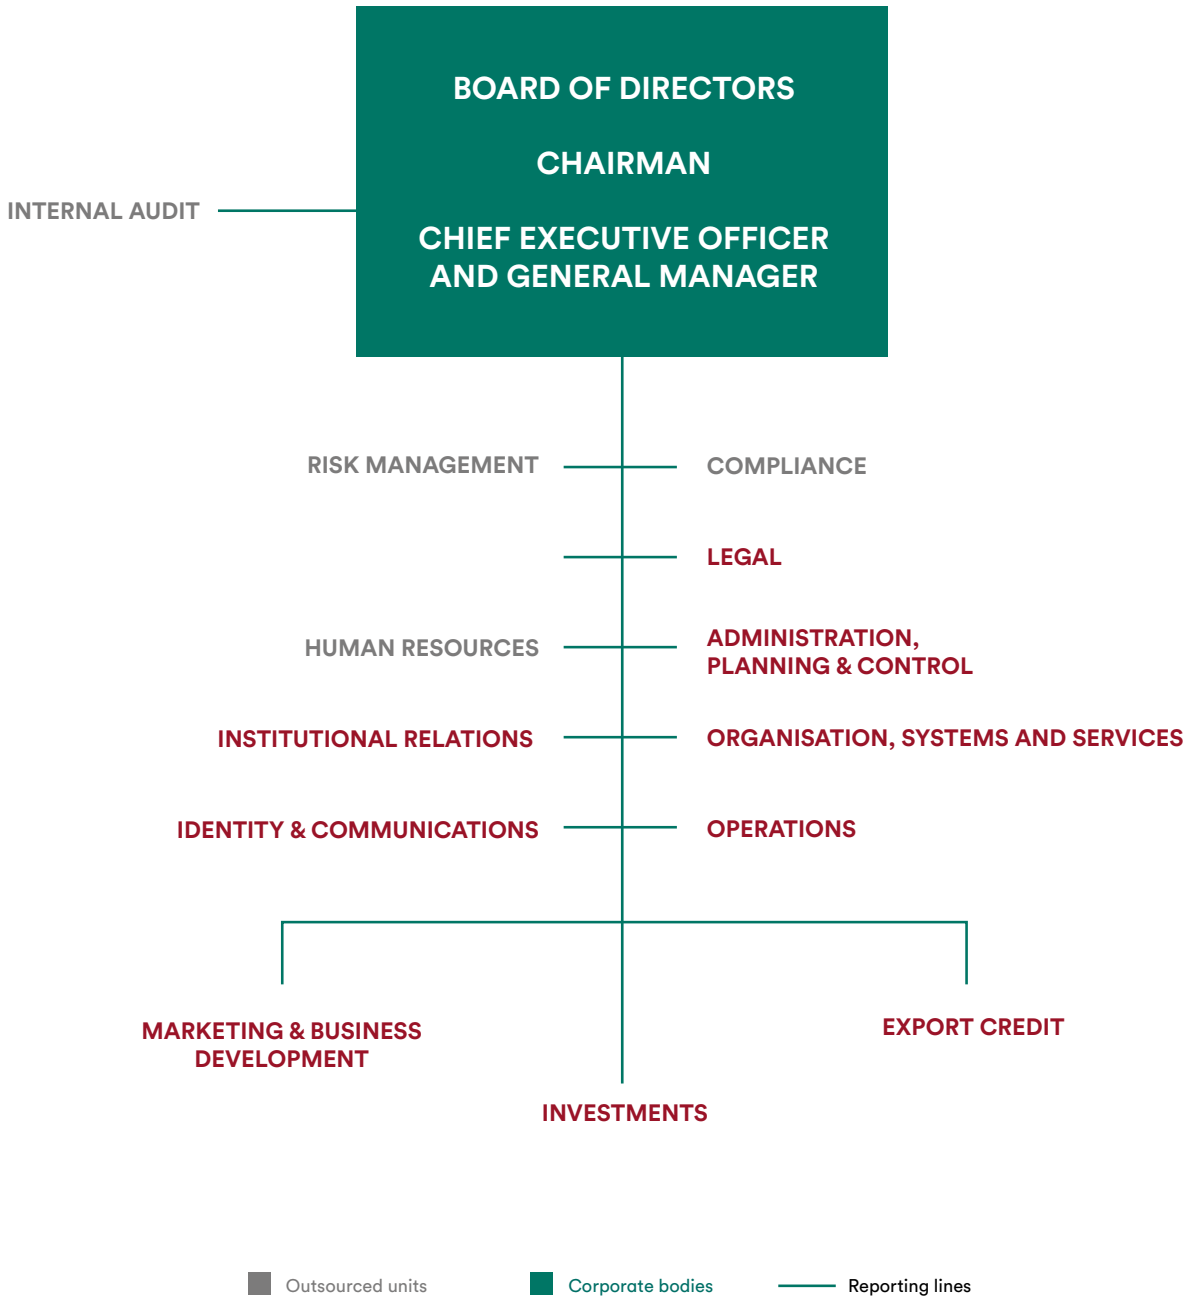 BOARD OF DIRECTORS
CHAIRMAN
INTERNAL AUDIT
CHIEF EXECUTIVE OFFICER
AND GENERAL MANAGER
RISK MANAGEMENT
COMPLIANCE
LEGAL
HUMAN RESOURCES
ADMINISTRATION,
PLANNING & CONTROL
INSTITUTIONAL RELATIONS
ORGANISATION, SYSTEMS AND SERVICES
IDENTITY & COMMUNICATIONS
OPERATIONS
MARKETING & BUSINESS
DEVELOPMENT
EXPORT CREDIT
INVESTMENTS
Outsourced units
Corporate bodies
Reporting lines